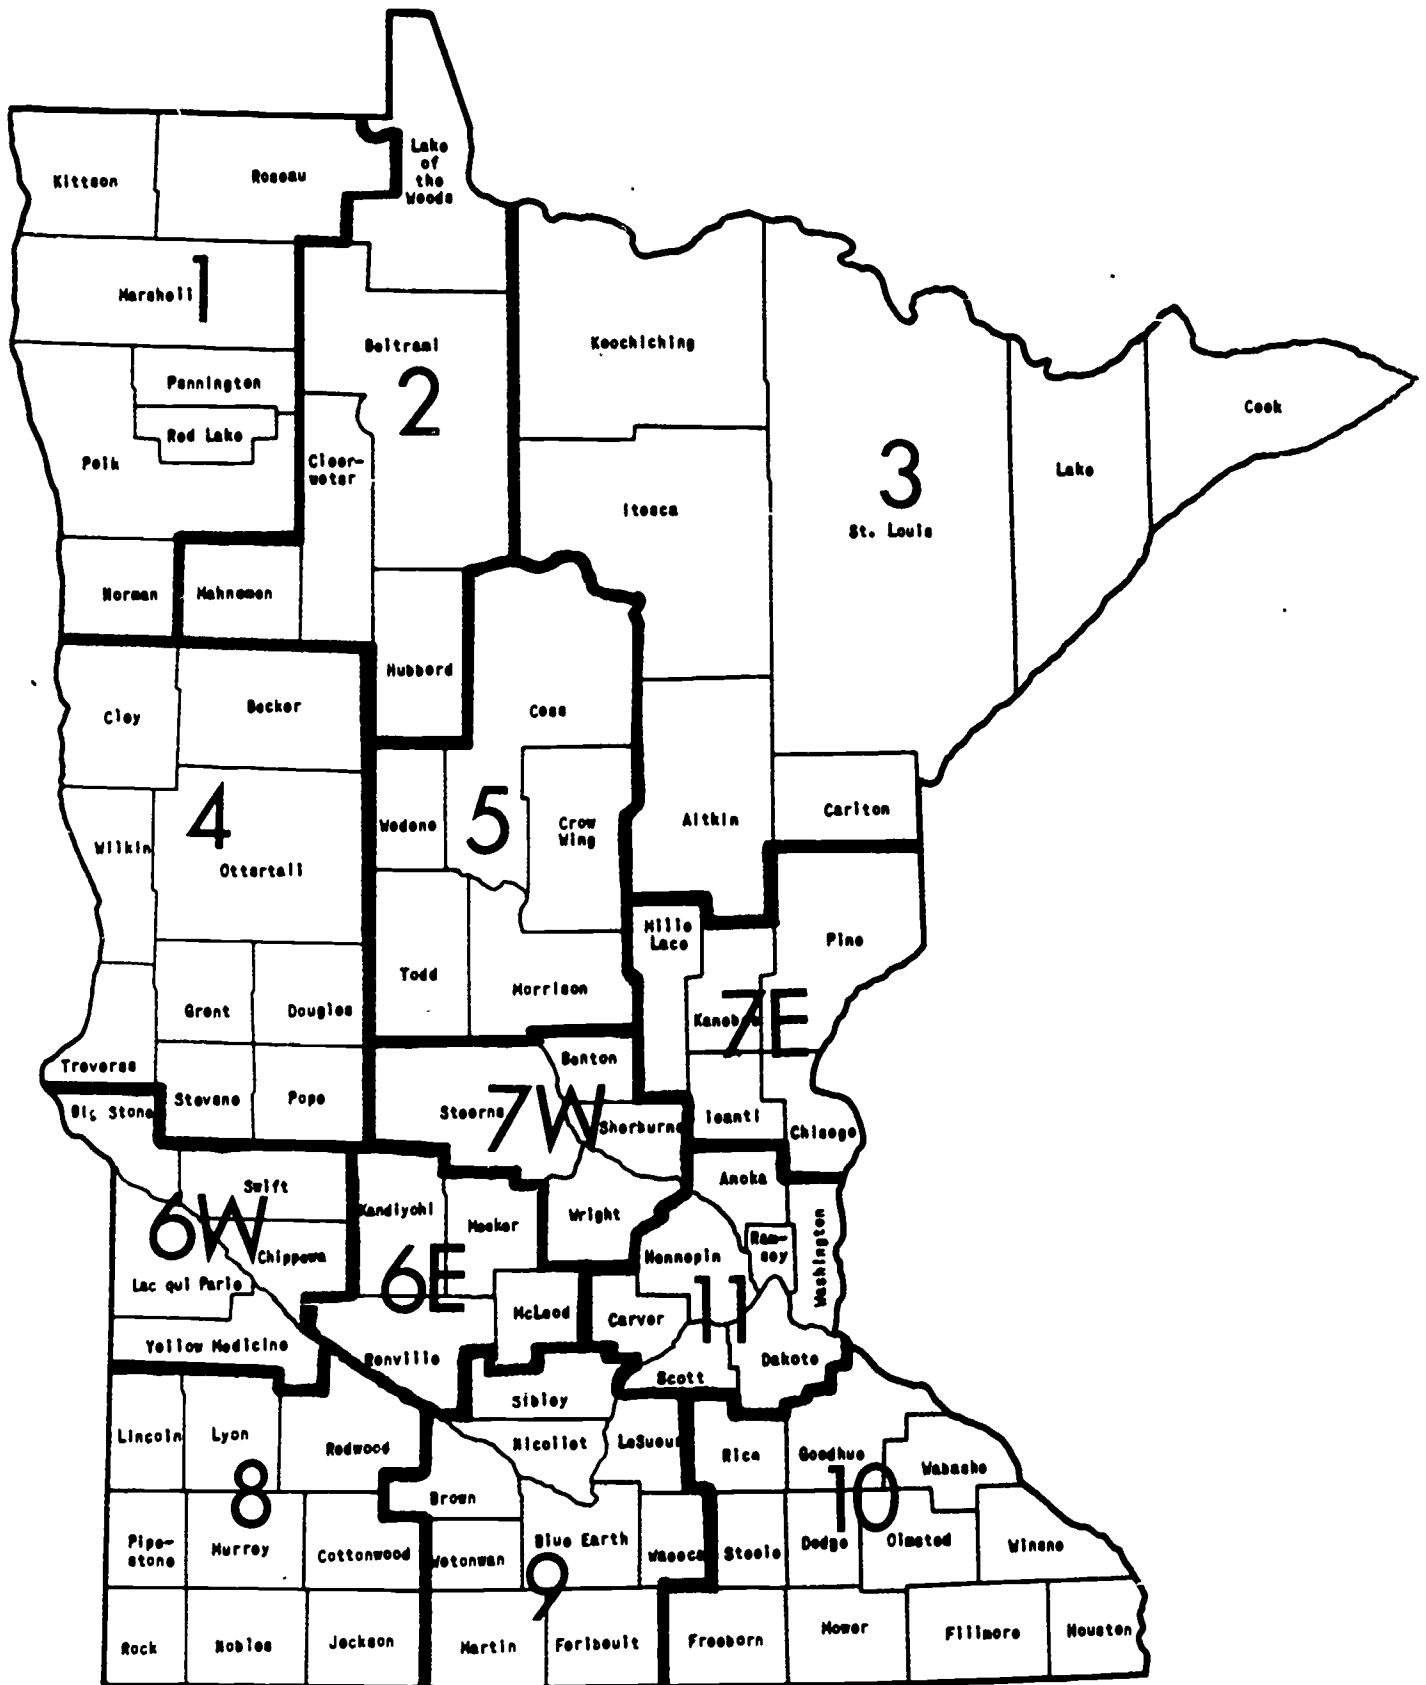 Lake
of
the
Woods
Kittson
Roseau
1
Marshall
Beltrami
Koochiching
2
Pennington
Red Lake
Cook
Polk
Clear-
water
3
Lake
Itasca
St. Louis
Norman
Mahnomen
Hubbard
Clay
Becker
Cass
4
5
Wadena
Crow
Wing
Aitkin
Carlton
Wilkin
Ottertail
Mille
Lacs
Pine
Todd
Morrison
Grant
Douglas
7E
Kanabec
Traverse
Benton
Stevens
Pope
Big Stone
Stearns
7W
Sherburne
Isanti
Chisago
Swift
Anoka
6W
Kandiyohi
Meeker
Wright
Washington
Chippewa
Hennepin
Ram-
sey
6E
Lac qui Parle
11
McLeod
Carver
Yellow Medicine
Renville
Dakota
Scott
Sibley
Lincoln
Lyon
Redwood
Nicollet
LeSueur
Rice
Goodhue
Wabasha
8
10
Brown
Pipe-
stone
Murray
Cottonwood
Watonwan
Blue Earth
Waseca
Steele
Dodge
Olmsted
Winona
9
Rock
Nobles
Jackson
Martin
Faribault
Freeborn
Mower
Fillmore
Houston